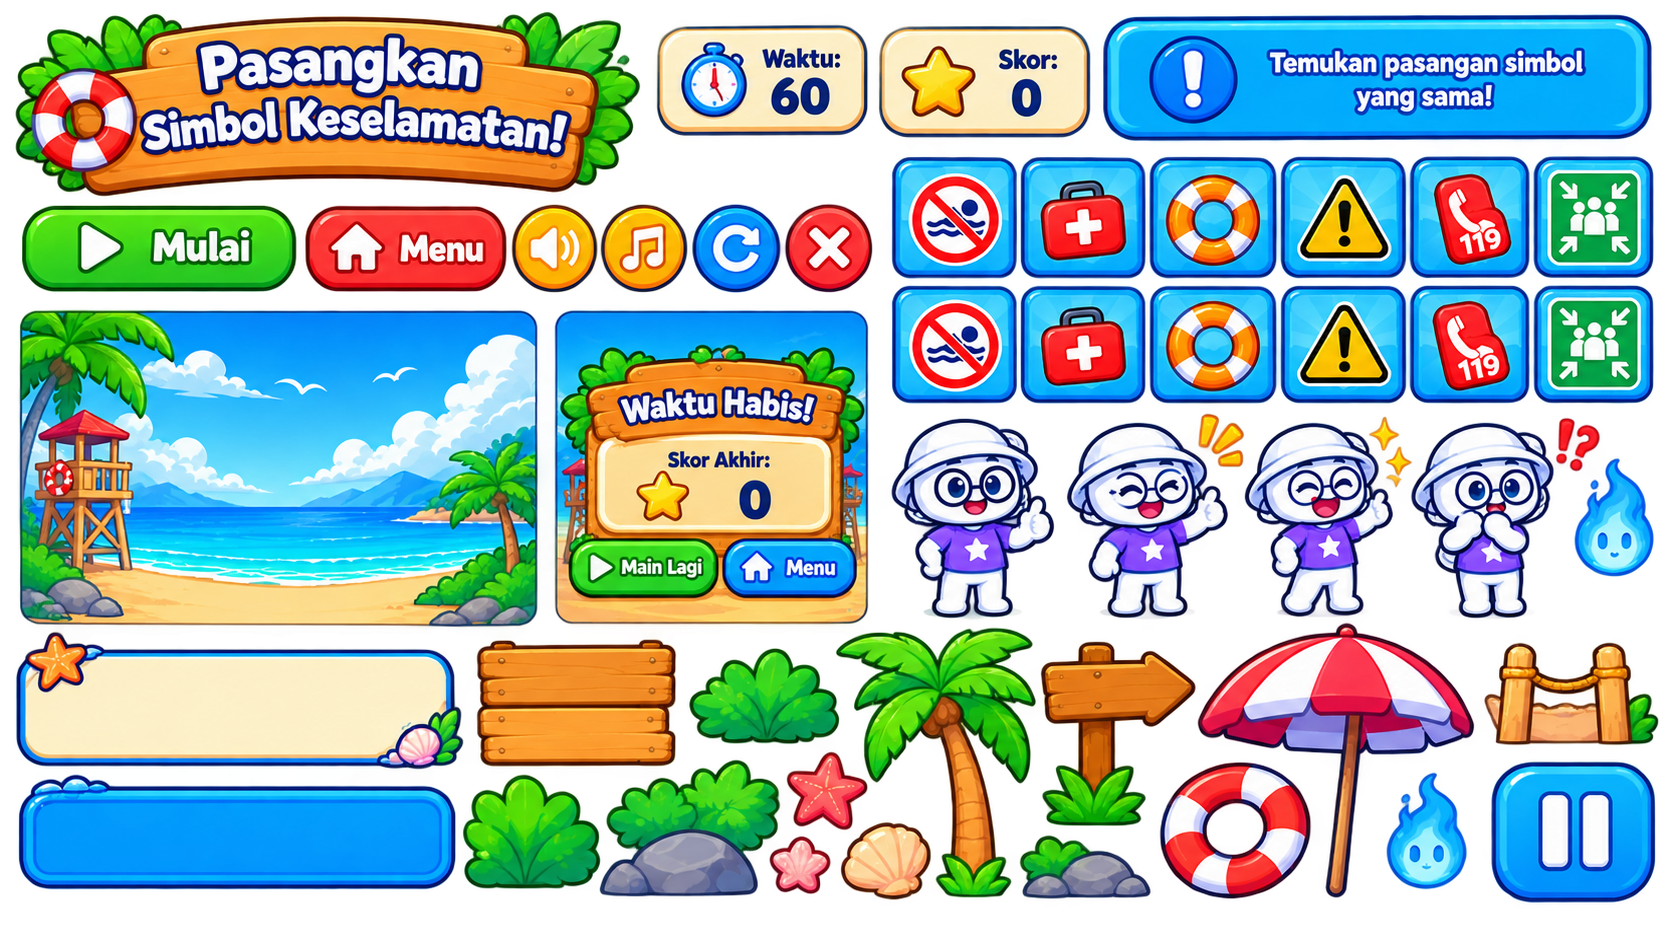 Pasangkan
Simbol Keselamatan!
Waktu:
60
Skor:
0
Temukan pasangan simbol
yang sama!
Mulai
Menu
119
119
Waktu Habis!
Skor Akhir:
0
Main Lagi
Menu
!?